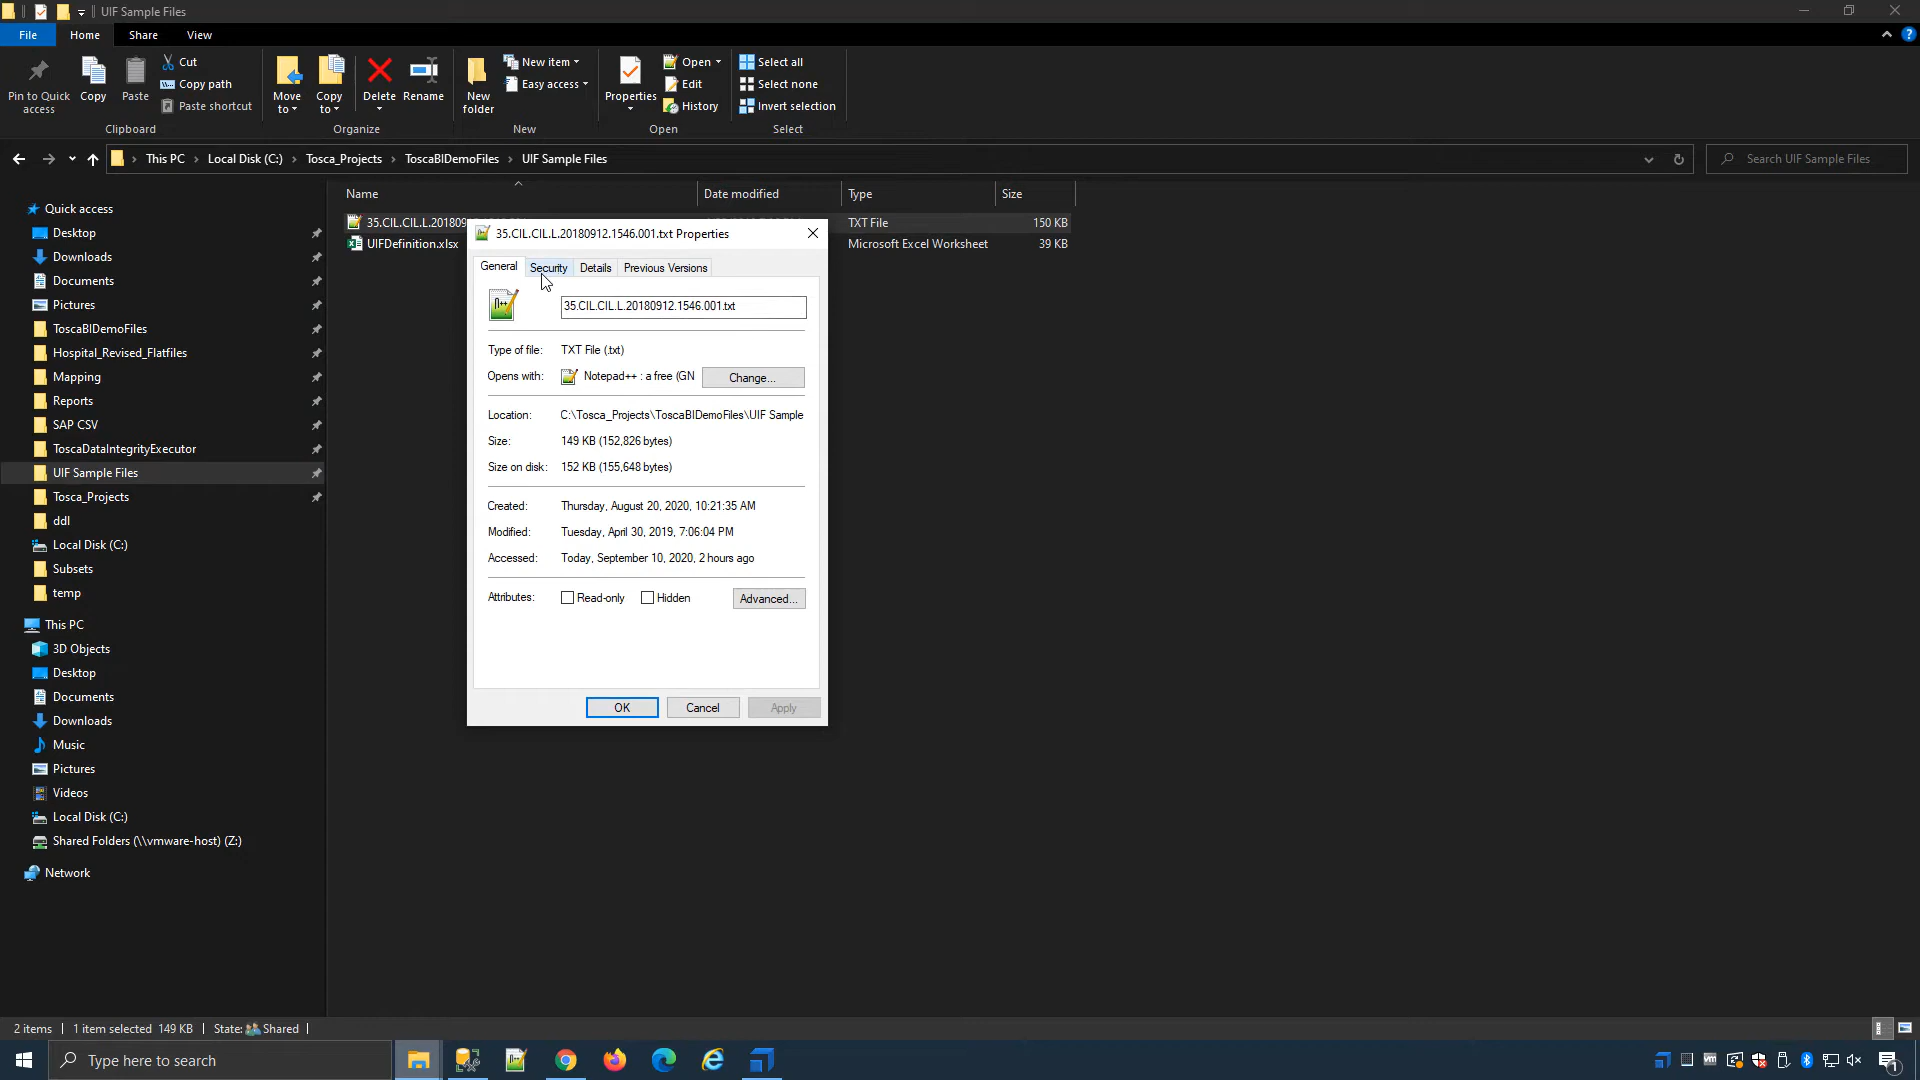 UIF Sample Files
File Home Share View
Pin to Quick access
Copy
Paste
Cut
Copy path
Paste shortcut
Clipboard
Move to
Copy to
Delete
Rename
Organize
New folder
New item
Easy access
New
Properties
Open
Edit
History
Open
Select all
Select none
Invert selection
Select
This PC > Local Disk (C:) > Tosca_Projects > ToscaBIDemoFiles > UIF Sample Files
Search UIF Sample Files
Name Date modified Type Size
35.CIL.CIL.L.201809 TXT File 150 KB
UIFDefinition.xlsx Microsoft Excel Worksheet 39 KB
Quick access
Desktop
Downloads
Documents
Pictures
ToscaBIDemoFiles
Hospital_Revised_Flatfiles
Mapping
Reports
SAP CSV
ToscaDataIntegrityExecutor
UIF Sample Files
Tosca_Projects
ddl
Local Disk (C:)
Subsets
temp
This PC
3D Objects
Desktop
Documents
Downloads
Music
Pictures
Videos
Local Disk (C:)
Shared Folders (\\vmware-host) (Z:)
Network
35.CIL.CIL.L.20180912.1546.001.txt Properties
General Security Details Previous Versions
35.CIL.CIL.L.20180912.1546.001.txt
Type of file: TXT File (.txt)
Opens with: Notepad++ : a free (GN Change...
Location: C:\Tosca_Projects\ToscaBIDemoFiles\UIF Sample
Size: 149 KB (152,826 bytes)
Size on disk: 152 KB (155,648 bytes)
Created: Thursday, August 20, 2020, 10:21:35 AM
Modified: Tuesday, April 30, 2019, 7:06:04 PM
Accessed: Today, September 10, 2020, 2 hours ago
Attributes: Read-only Hidden Advanced...
OK Cancel Apply
2 items 1 item selected 149 KB State: Shared
Type here to search